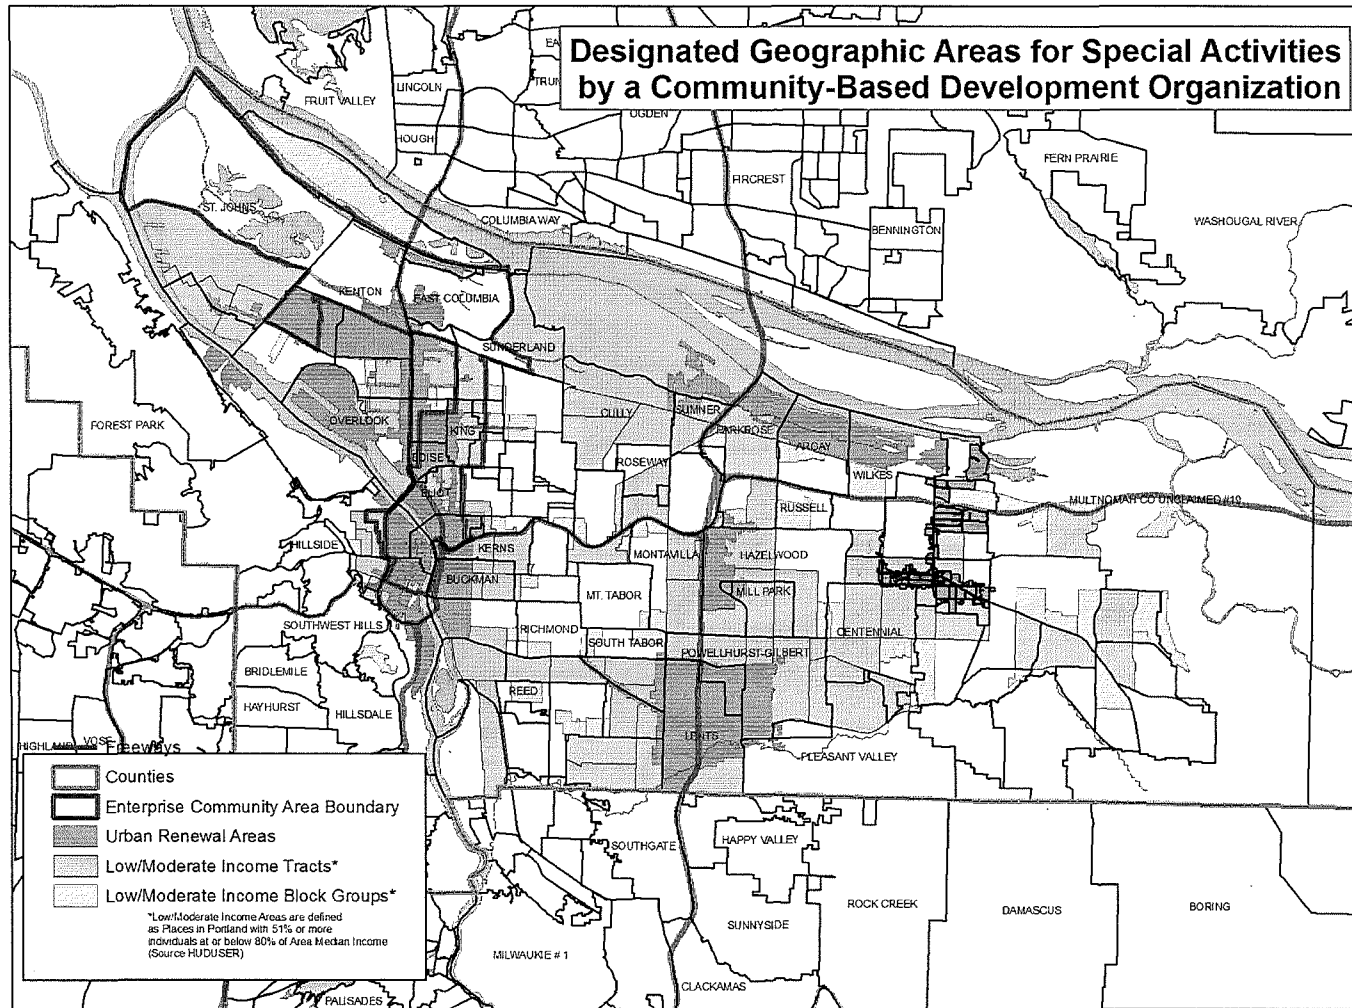 Designated Geographic Areas for Special Activities
by a Community-Based Development Organization
LINCOLN
FRUIT VALLEY
OGDEN
HOUGH
FERN PRAIRIE
FIRCREST
ST. JOHNS
COLUMBIA WAY
WASHOUGAL RIVER
BENNINGTON
KENTON
EAST COLUMBIA
SUNDERLAND
CULLY
SUMNER
FOREST PARK
OVERLOOK
KING
PARKROSE
ARGAY
BOISE
ROSEWAY
WILKES
ELIOT
MULTNOMAH CO UNCLAIMED #10
RUSSELL
HILLSIDE
KERNS
MONTAVILLA
HAZELWOOD
BUCKMAN
MILL PARK
MT. TABOR
SOUTHWEST HILLS
RICHMOND
SOUTH TABOR
CENTENNIAL
POWELLHURST-GILBERT
BRIDLEMILE
REED
HAYHURST
HILLSDALE
LENTS
VOSE
HIGHLAND
Freeways
PLEASANT VALLEY
Counties
Enterprise Community Area Boundary
Urban Renewal Areas
Low/Moderate Income Tracts*
Low/Moderate Income Block Groups*
*Low/Moderate Income Areas are defined
as Places in Portland with 51% or more
individuals at or below 80% of Area Median Income
(Source HUDUSER)
SOUTHGATE
HAPPY VALLEY
ROCK CREEK
DAMASCUS
BORING
SUNNYSIDE
MILWAUKIE # 1
CLACKAMAS
PALISADES